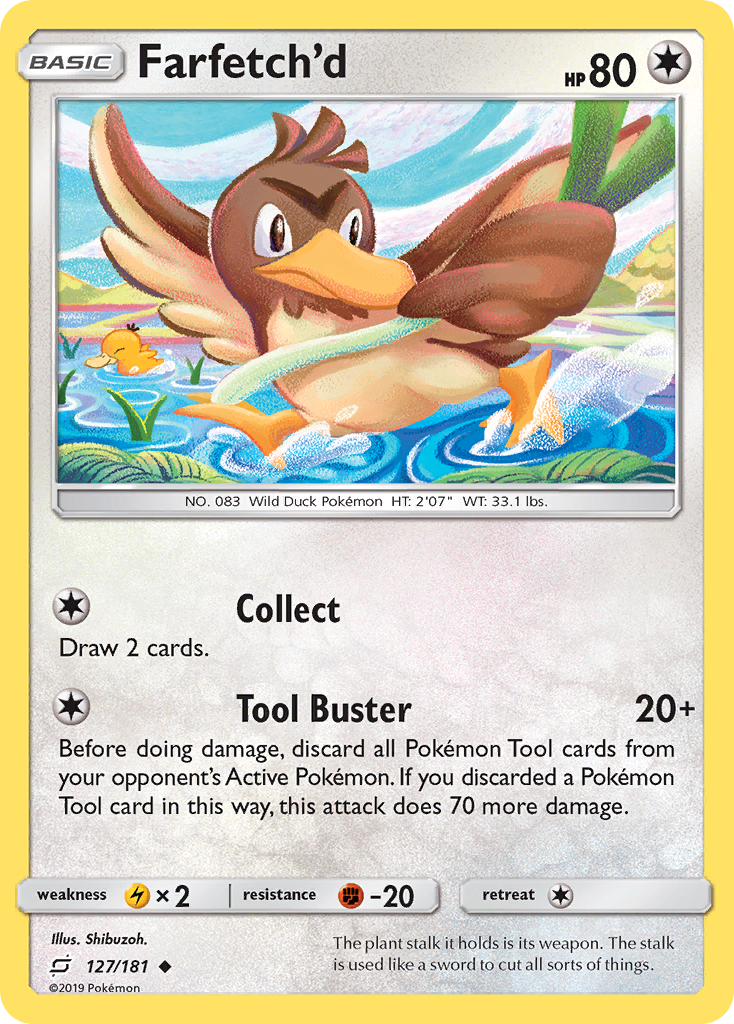 BASIC Farfetch'd HP 80
NO. 083 Wild Duck Pokémon HT: 2'07" WT: 33.1 lbs.
Collect
Draw 2 cards.
Tool Buster 20+
Before doing damage, discard all Pokémon Tool cards from
your opponent's Active Pokémon. If you discarded a Pokémon
Tool card in this way, this attack does 70 more damage.
weakness ×2 resistance -20 retreat
Illus. Shibuzoh.
127/181
©2019 Pokémon
The plant stalk it holds is its weapon. The stalk
is used like a sword to cut all sorts of things.